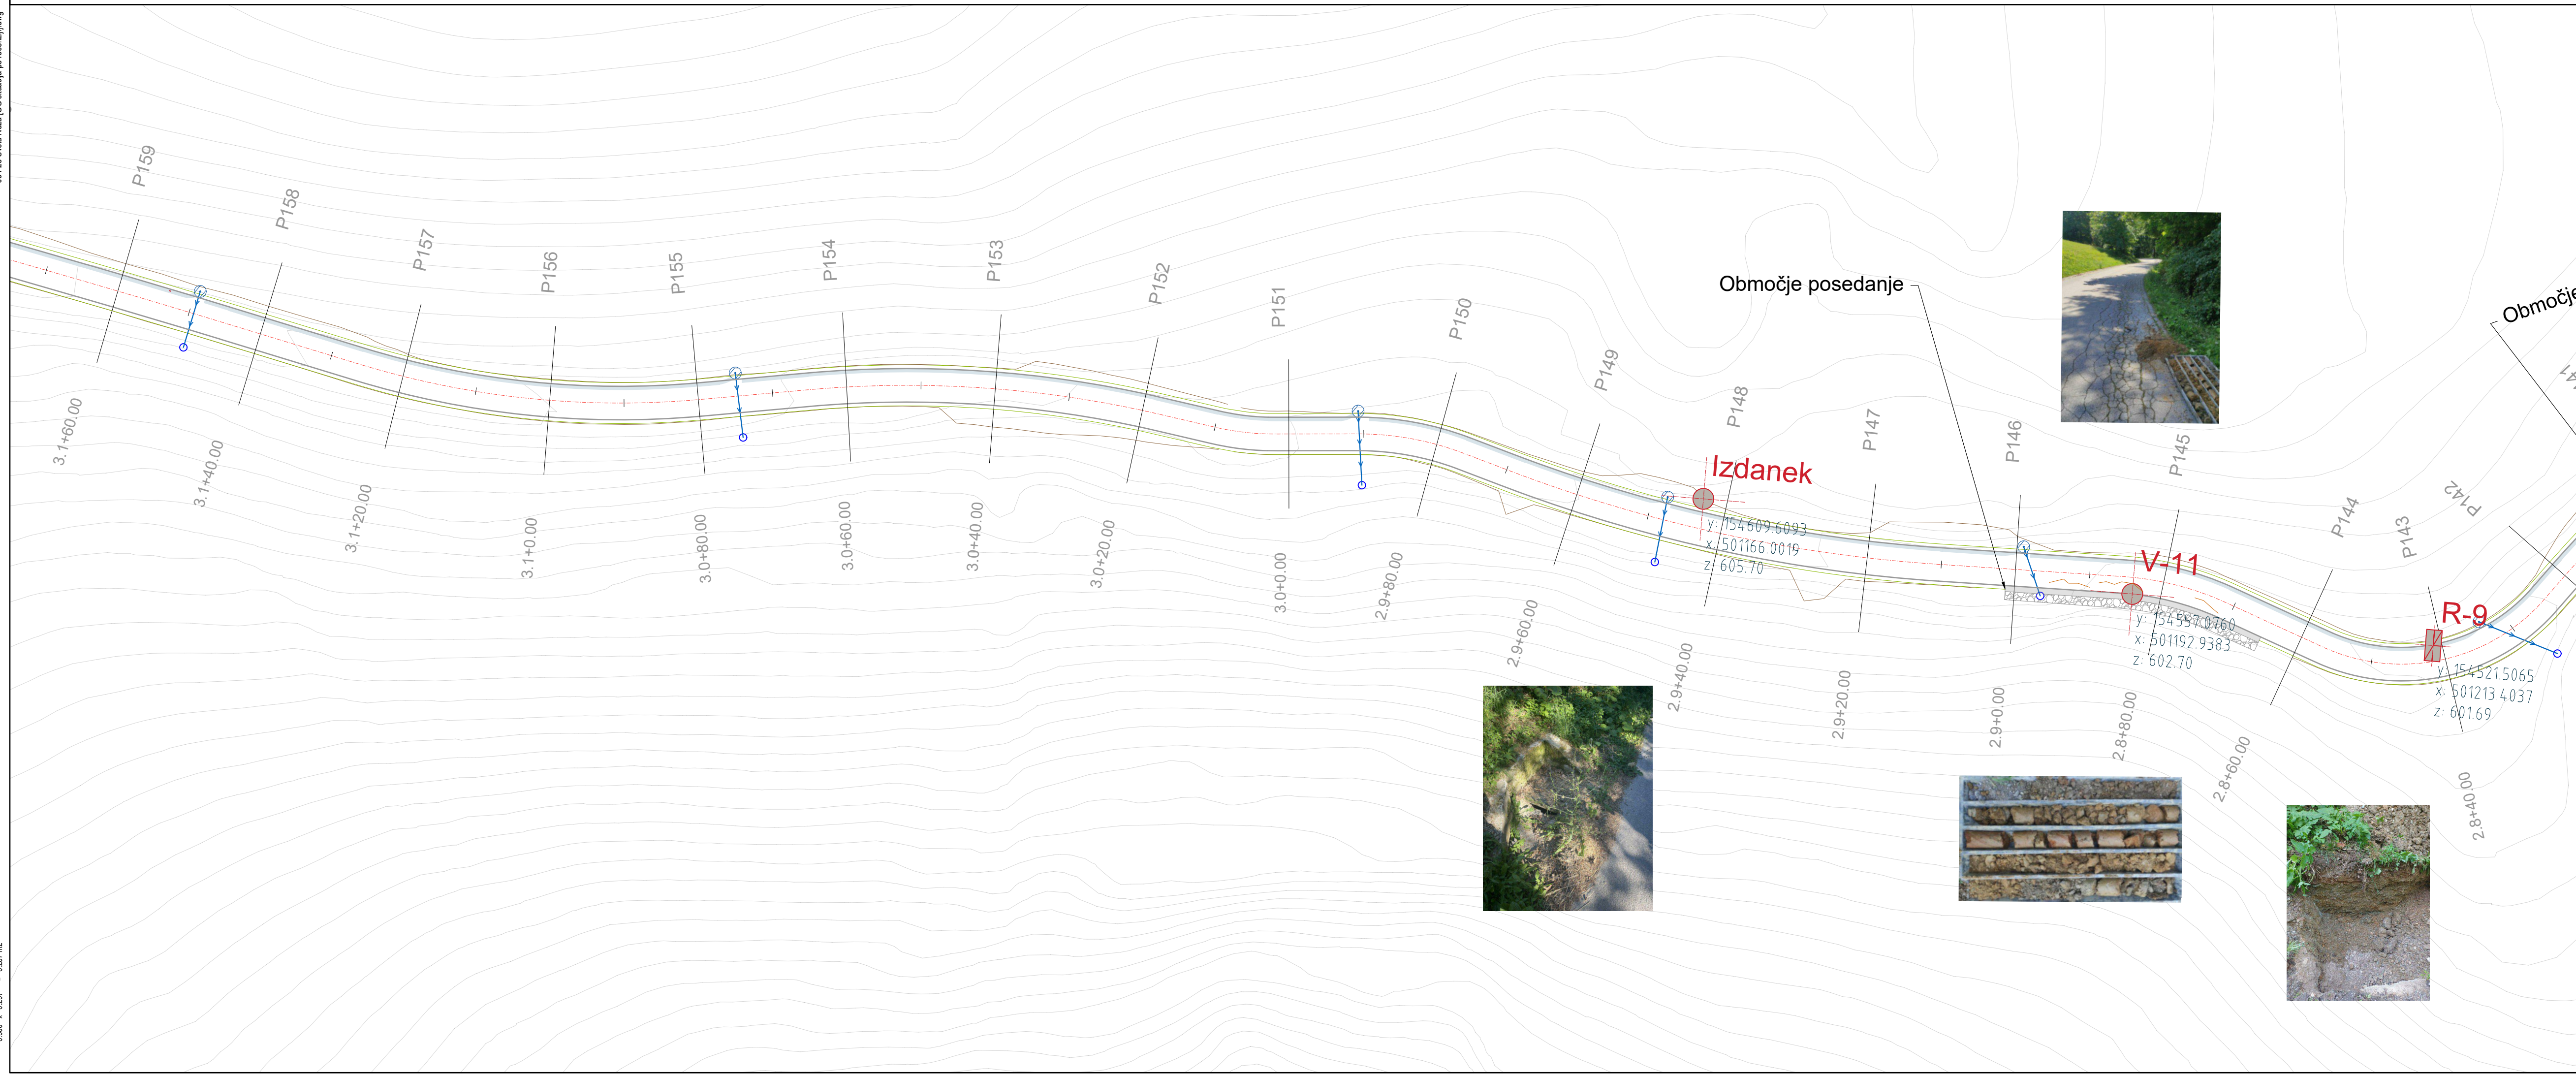 P159
P158
P157
P156
P155
P154
P153
P152
P151
P150
P149
P148
P147
P146
P145
P144
P143
P142
Območje posedanje
Območje
Izdanek
y: 154609.6093
x: 501166.0019
z: 605.70
V-11
y: 154557.0760
x: 501192.9383
z: 602.70
R-9
y: 154521.5065
x: 501213.4037
z: 601.69
3.1+60.00
3.1+40.00
3.1+20.00
3.1+0.00
3.0+80.00
3.0+60.00
3.0+40.00
3.0+20.00
3.0+0.00
2.9+80.00
2.9+60.00
2.9+40.00
2.9+20.00
2.9+0.00
2.8+80.00
2.8+60.00
2.8+40.00